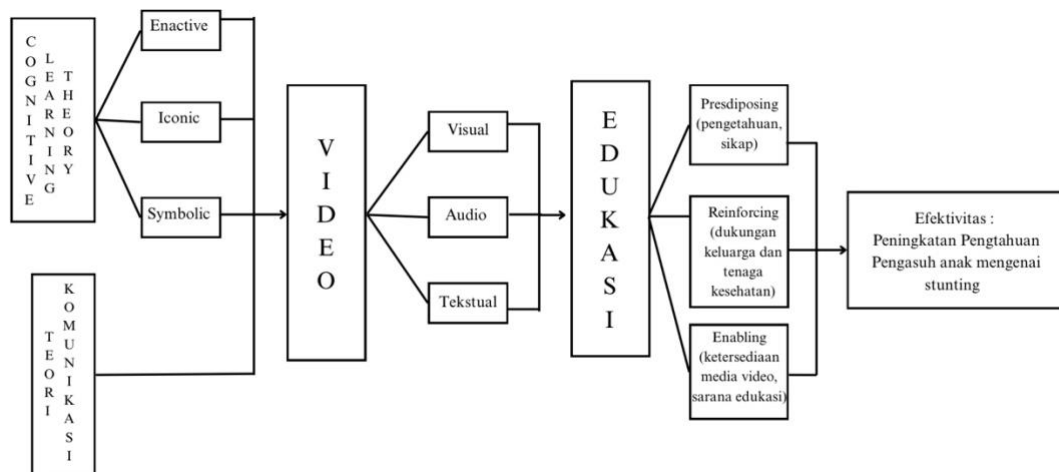 COGNITIVE
LEARNING
THEORY
Enactive
Iconic
Symbolic
TEORI
KOMUNIKASI
VIDEO
Visual
Audio
Tekstual
EDUKASI
Presdiposing
(pengetahuan,
sikap)
Reinforcing
(dukungan
keluarga dan
tenaga
kesehatan)
Enabling
(ketersediaan
media video,
sarana edukasi)
Efektivitas :
Peningkatan Pengtahuan
Pengasuh anak mengenai
stunting